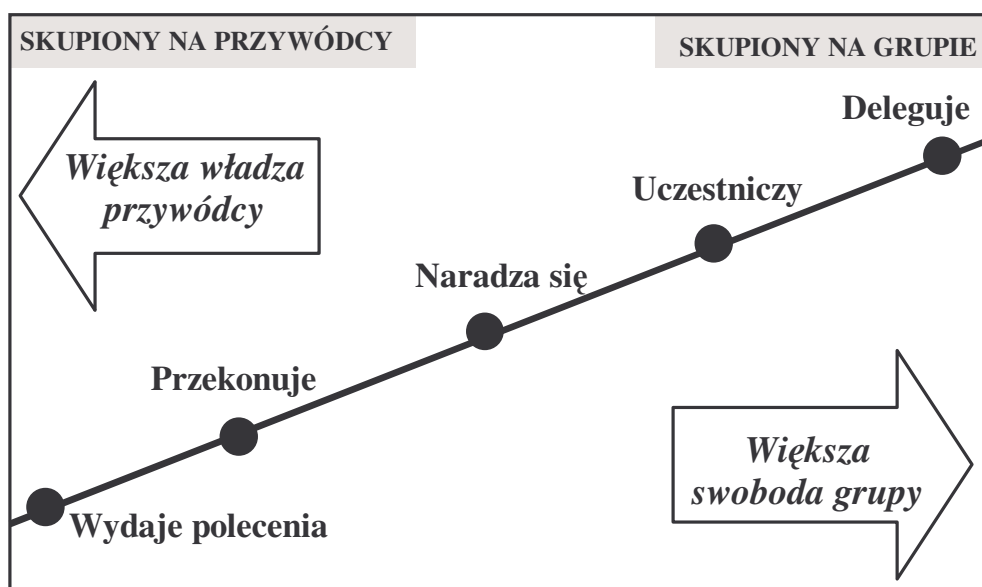 SKUPIONY NA PRZYWÓDCY
SKUPIONY NA GRUPIE
Deleguje
Większa władza
przywódcy
Uczestniczy
Naradza się
Przekonuje
Większa
swoboda grupy
Wydaje polecenia